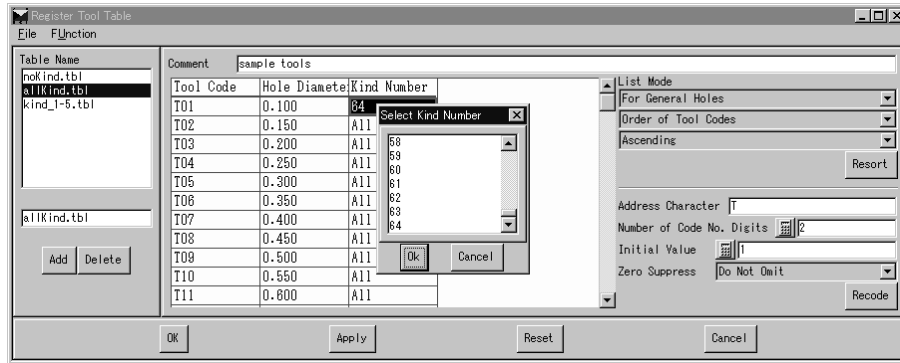 Register Tool Table
File FUnction
Table Name
noKind.tbl
allKind.tbl
kind_1-5.tbl
allKind.tbl
Add Delete
Comment sample tools
Tool Code Hole Diamete Kind Number
T01 0.100 64
T02 0.150 All
T03 0.200 All
T04 0.250 All
T05 0.300 All
T06 0.350 All
T07 0.400 All
T08 0.450 All
T09 0.500 All
T10 0.550 All
T11 0.600 All
Select Kind Number
58
59
60
61
62
63
64
Ok Cancel
List Mode
For General Holes
Order of Tool Codes
Ascending
Resort
Address Character T
Number of Code No. Digits 2
Initial Value 1
Zero Suppress Do Not Omit
Recode
OK Apply Reset Cancel